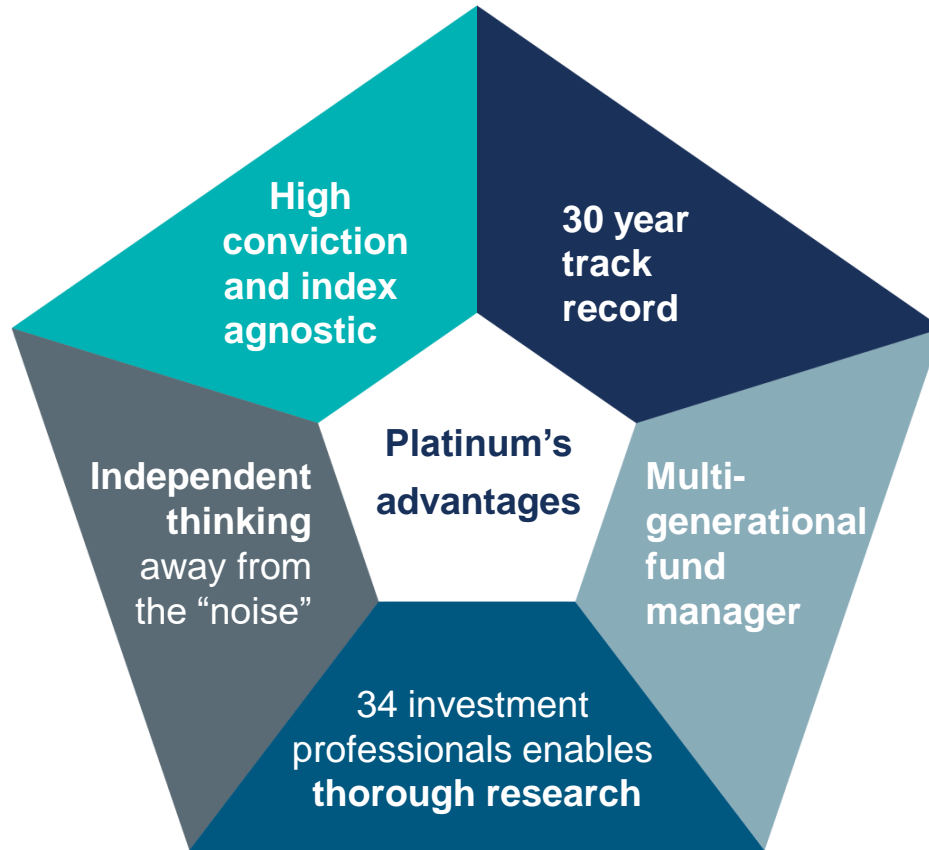 High
conviction
and index
agnostic
30 year
track
record
Platinum’s
advantages
Independent
thinking
away from
the “noise”
Multi-
generational
fund
manager
34 investment
professionals enables
thorough research